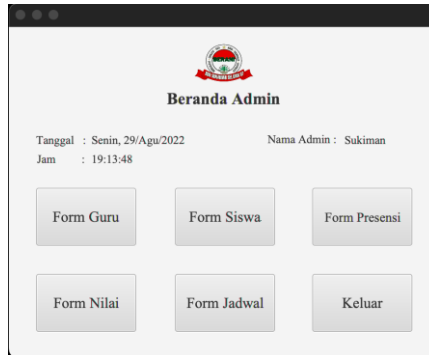 Beranda Admin
Tanggal : Senin, 29/Agu/2022 Nama Admin : Sukiman
Jam : 19:13:48
Form Guru Form Siswa Form Presensi
Form Nilai Form Jadwal Keluar